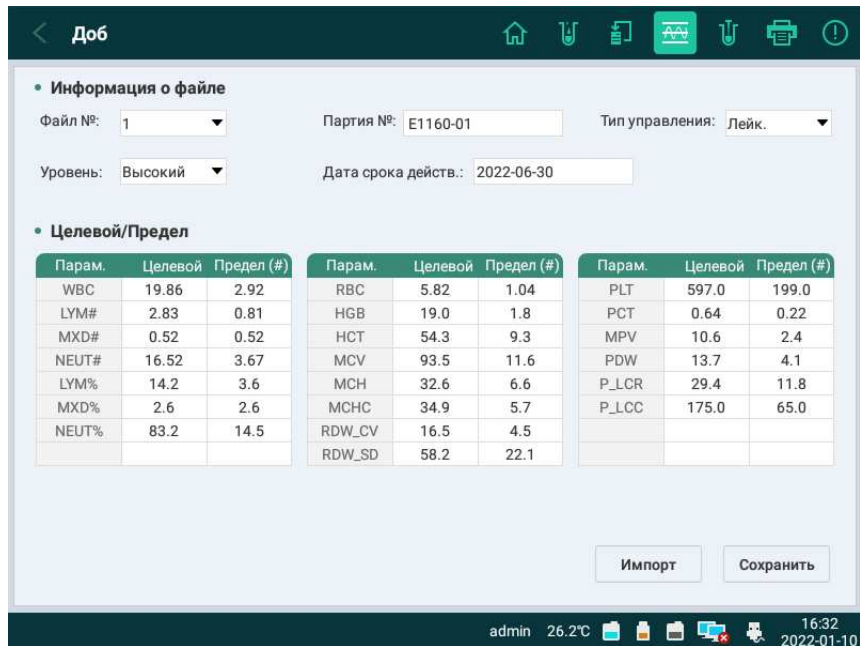 Доб
Информация о файле
Файл №: 1 Партия №: E1160-01 Тип управления: Лейк.
Уровень: Высокий Дата срока действ.: 2022-06-30
Целевой/Предел
Парам. Целевой Предел (#) Парам. Целевой Предел (#) Парам. Целевой Предел (#)
WBC 19.86 2.92 RBC 5.82 1.04 PLT 597.0 199.0
LYM# 2.83 0.81 HGB 19.0 1.8 PCT 0.64 0.22
MXD# 0.52 0.52 HCT 54.3 9.3 MPV 10.6 2.4
NEUT# 16.52 3.67 MCV 93.5 11.6 PDW 13.7 4.1
LYM% 14.2 3.6 MCH 32.6 6.6 P_LCR 29.4 11.8
MXD% 2.6 2.6 MCHC 34.9 5.7 P_LCC 175.0 65.0
NEUT% 83.2 14.5 RDW_CV 16.5 4.5
RDW_SD 58.2 22.1
Импорт Сохранить
admin 26.2℃ 16:32
2022-01-10